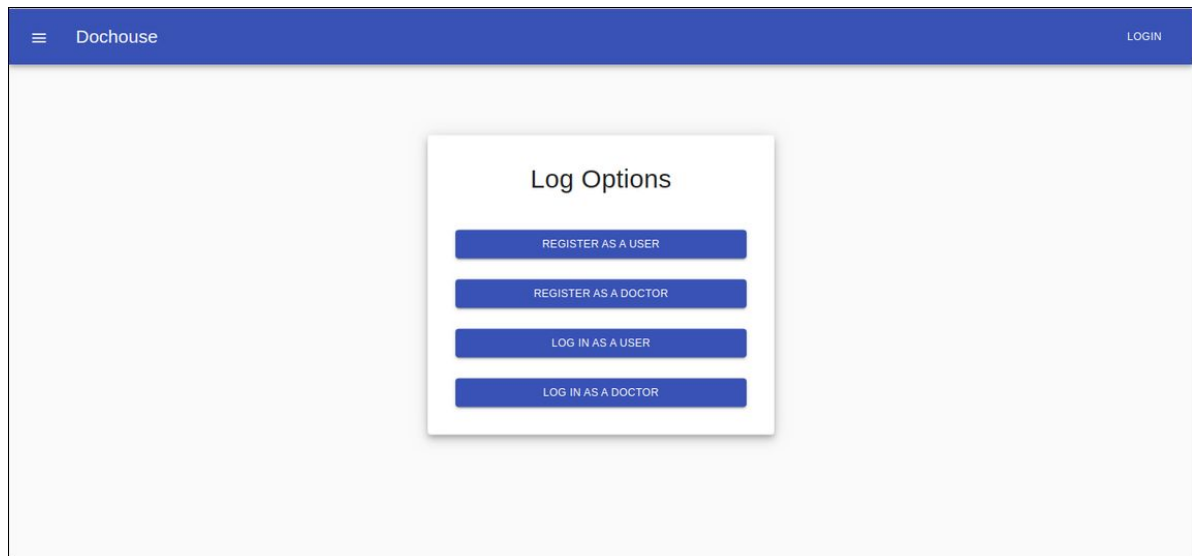 Dochouse
LOGIN
Log Options
REGISTER AS A USER
REGISTER AS A DOCTOR
LOG IN AS A USER
LOG IN AS A DOCTOR